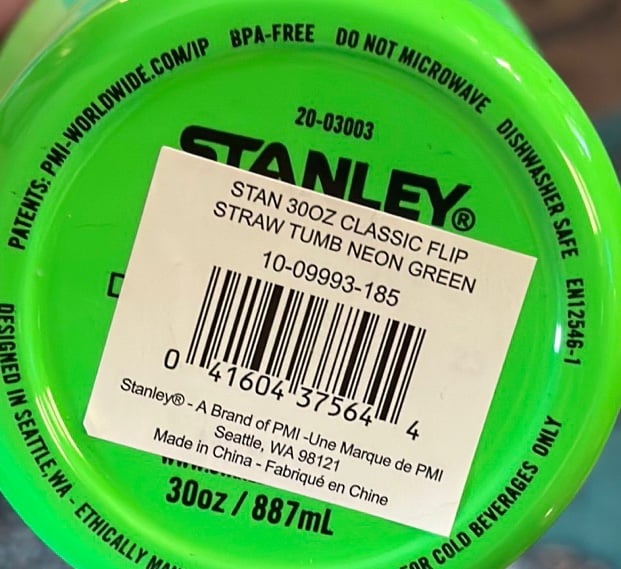 PATENTS: PMI-WORLDWIDE.COM/IP BPA-FREE DO NOT MICROWAVE DISHWASHER SAFE EN12546-1
20-03003
STANLEY®
STAN 30OZ CLASSIC FLIP
STRAW TUMB NEON GREEN
10-09993-185
0 41604 37564 4
Stanley® - A Brand of PMI -Une Marque de PMI
Seattle, WA 98121
Made in China - Fabriqué en Chine
30oz / 887mL
DESIGNED IN SEATTLE, WA - ETHICALLY
COLD BEVERAGES ONLY